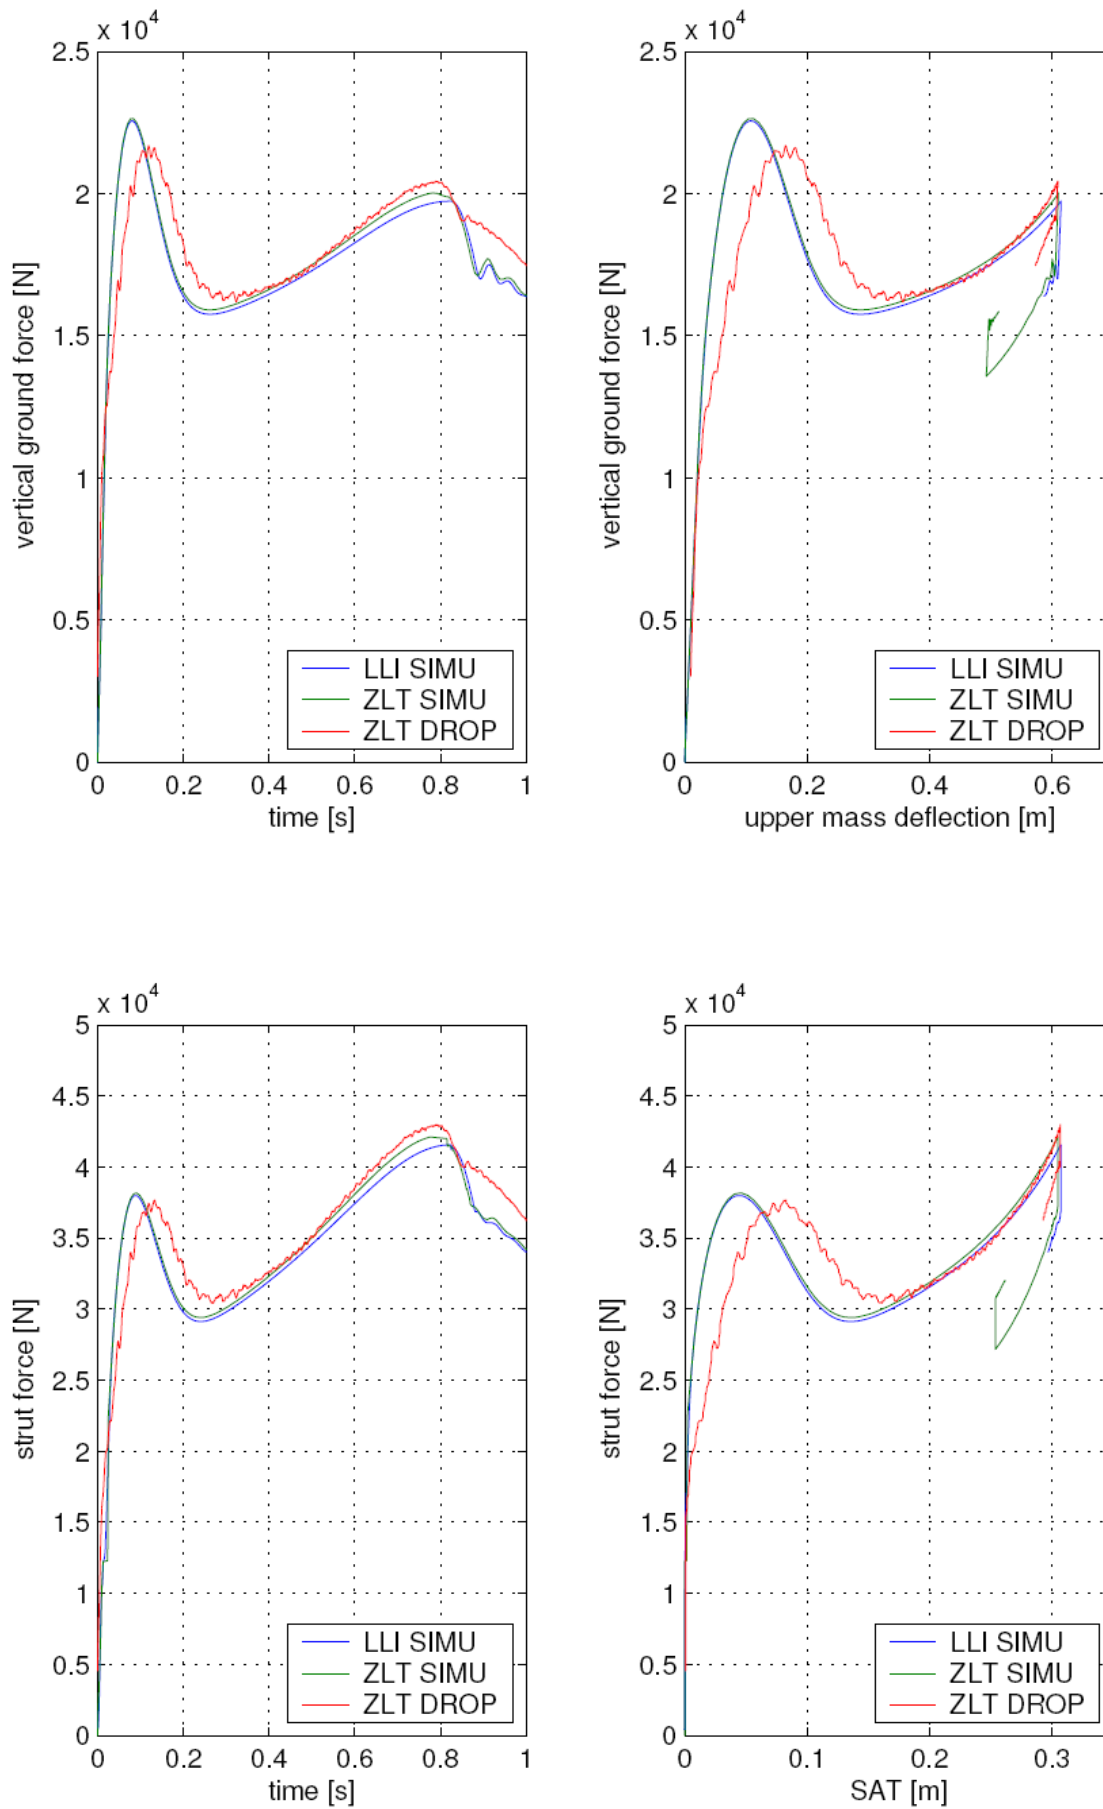 x 10^4
2.5
2
1.5
1
0.5
0
0 0.2 0.4 0.6 0.8 1
time [s]
vertical ground force [N]
LLI SIMU
ZLT SIMU
ZLT DROP
x 10^4
2.5
2
1.5
1
0.5
0
0 0.2 0.4 0.6
upper mass deflection [m]
vertical ground force [N]
LLI SIMU
ZLT SIMU
ZLT DROP
x 10^4
5
4.5
4
3.5
3
2.5
2
1.5
1
0.5
0
0 0.2 0.4 0.6 0.8 1
time [s]
strut force [N]
LLI SIMU
ZLT SIMU
ZLT DROP
x 10^4
5
4.5
4
3.5
3
2.5
2
1.5
1
0.5
0
0 0.1 0.2 0.3
SAT [m]
strut force [N]
LLI SIMU
ZLT SIMU
ZLT DROP